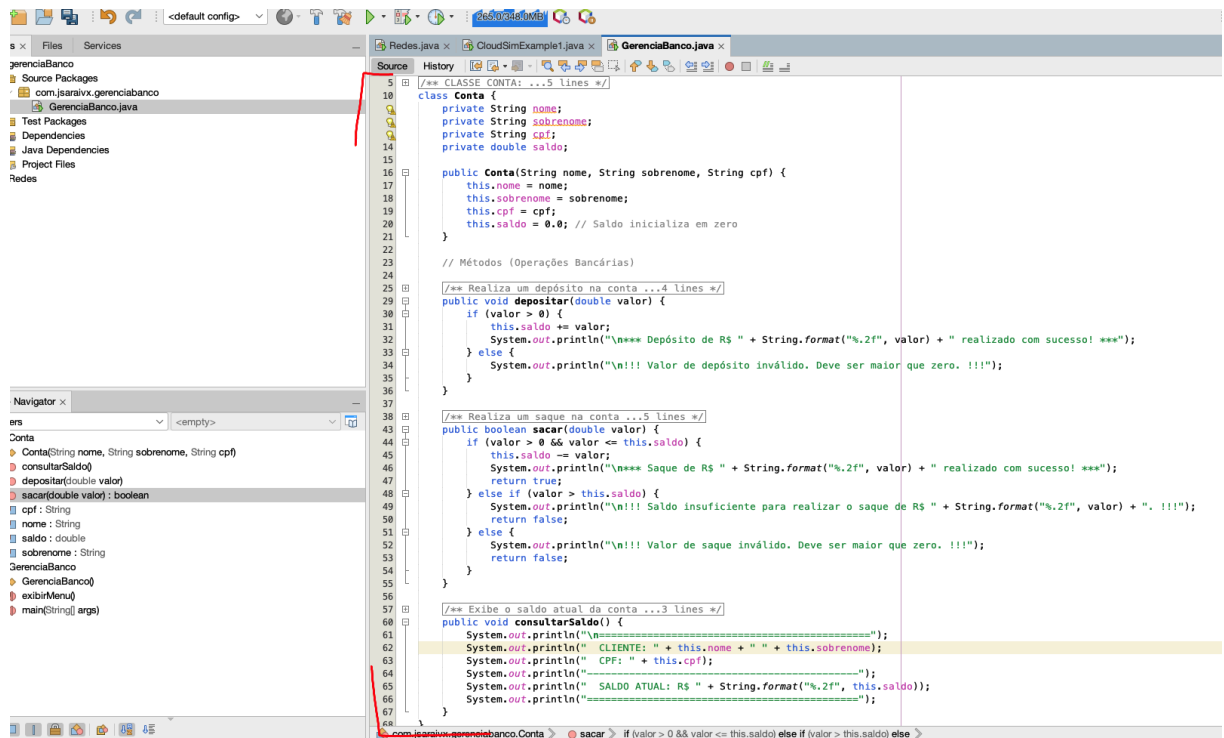 <default config>
265.0/348.0MB
s × Files Services
gerenciaBanco
Source Packages
com.jsaraivx.gerenciabanco
GerenciaBanco.java
Test Packages
Dependencies
Java Dependencies
Project Files
Redes
Navigator ×
ers <empty>
Conta
Conta(String nome, String sobrenome, String cpf)
consultarSaldo()
depositar(double valor)
sacar(double valor) : boolean
cpf : String
nome : String
saldo : double
sobrenome : String
GerenciaBanco
GerenciaBanco()
exibirMenu()
main(String[] args)
Redes.java × CloudSimExample1.java × GerenciaBanco.java ×
Source History
5 /** CLASSE CONTA: ...5 lines */
10 class Conta {
private String nome;
private String sobrenome;
private String cpf;
14 private double saldo;
15
16 public Conta(String nome, String sobrenome, String cpf) {
17 this.nome = nome;
18 this.sobrenome = sobrenome;
19 this.cpf = cpf;
20 this.saldo = 0.0; // Saldo inicializa em zero
21 }
22
23 // Métodos (Operações Bancárias)
24
25 /** Realiza um depósito na conta ...4 lines */
29 public void depositar(double valor) {
30 if (valor > 0) {
31 this.saldo += valor;
32 System.out.println("\n*** Depósito de R$ " + String.format("%.2f", valor) + " realizado com sucesso! ***");
33 } else {
34 System.out.println("\n!!! Valor de depósito inválido. Deve ser maior que zero. !!!");
35 }
36 }
37
38 /** Realiza um saque na conta ...5 lines */
43 public boolean sacar(double valor) {
44 if (valor > 0 && valor <= this.saldo) {
45 this.saldo -= valor;
46 System.out.println("\n*** Saque de R$ " + String.format("%.2f", valor) + " realizado com sucesso! ***");
47 return true;
48 } else if (valor > this.saldo) {
49 System.out.println("\n!!! Saldo insuficiente para realizar o saque de R$ " + String.format("%.2f", valor) + ". !!!");
50 return false;
51 } else {
52 System.out.println("\n!!! Valor de saque inválido. Deve ser maior que zero. !!!");
53 return false;
54 }
55 }
56
57 /** Exibe o saldo atual da conta ...3 lines */
60 public void consultarSaldo() {
61 System.out.println("\n=============================================");
62 System.out.println("  CLIENTE: " + this.nome + " " + this.sobrenome);
63 System.out.println("  CPF: " + this.cpf);
64 System.out.println("---------------------------------------------");
65 System.out.println("  SALDO ATUAL: R$ " + String.format("%.2f", this.saldo));
66 System.out.println("=============================================");
67 }
68 }
com.jsaraivx.gerenciabanco.Conta sacar if (valor > 0 && valor <= this.saldo) else if (valor > this.saldo) else